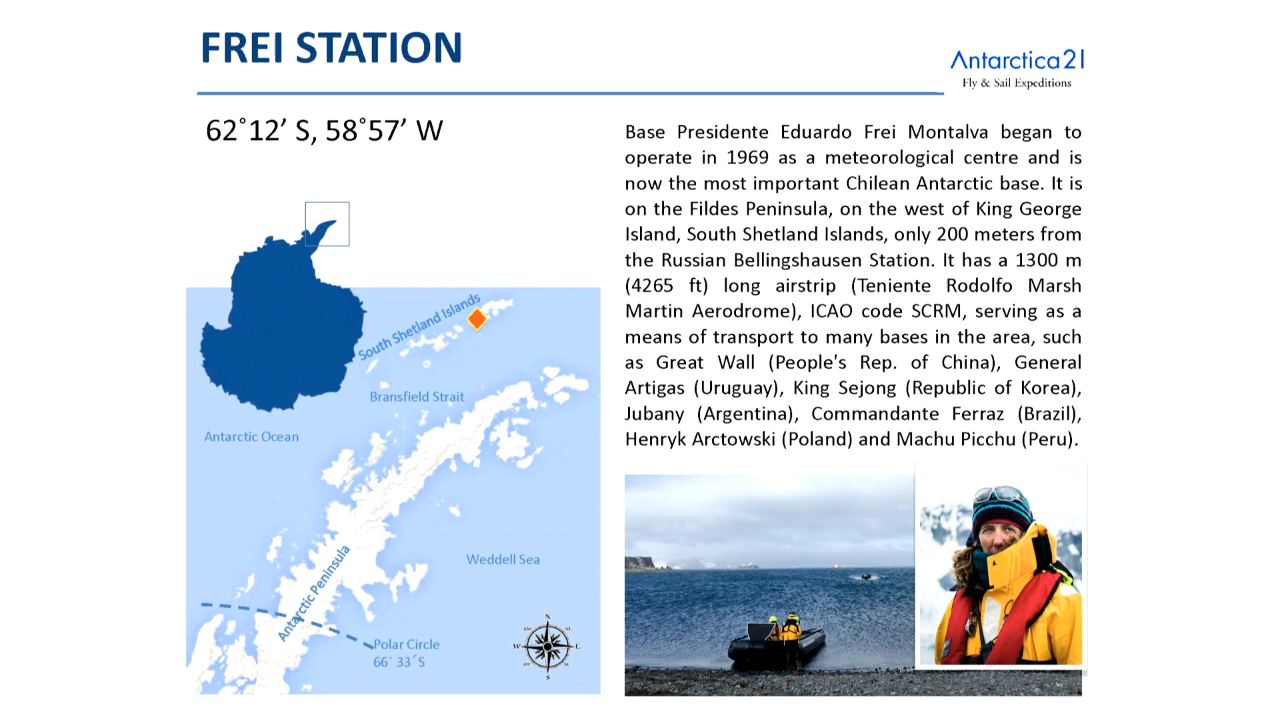 FREI STATION
Antarctica21
Fly & Sail Expeditions
62°12’ S, 58°57’ W
Base Presidente Eduardo Frei Montalva began to
operate in 1969 as a meteorological centre and is
now the most important Chilean Antarctic base. It is
on the Fildes Peninsula, on the west of King George
Island, South Shetland Islands, only 200 meters from
the Russian Bellingshausen Station. It has a 1300 m
(4265 ft) long airstrip (Teniente Rodolfo Marsh
Martin Aerodrome), ICAO code SCRM, serving as a
means of transport to many bases in the area, such
as Great Wall (People's Rep. of China), General
Artigas (Uruguay), King Sejong (Republic of Korea),
Jubany (Argentina), Commandante Ferraz (Brazil),
Henryk Arctowski (Poland) and Machu Picchu (Peru).
South Shetland Islands
Bransfield Strait
Antarctic Ocean
Weddell Sea
Antarctic Peninsula
Polar Circle
66° 33´S
N
W
E
S